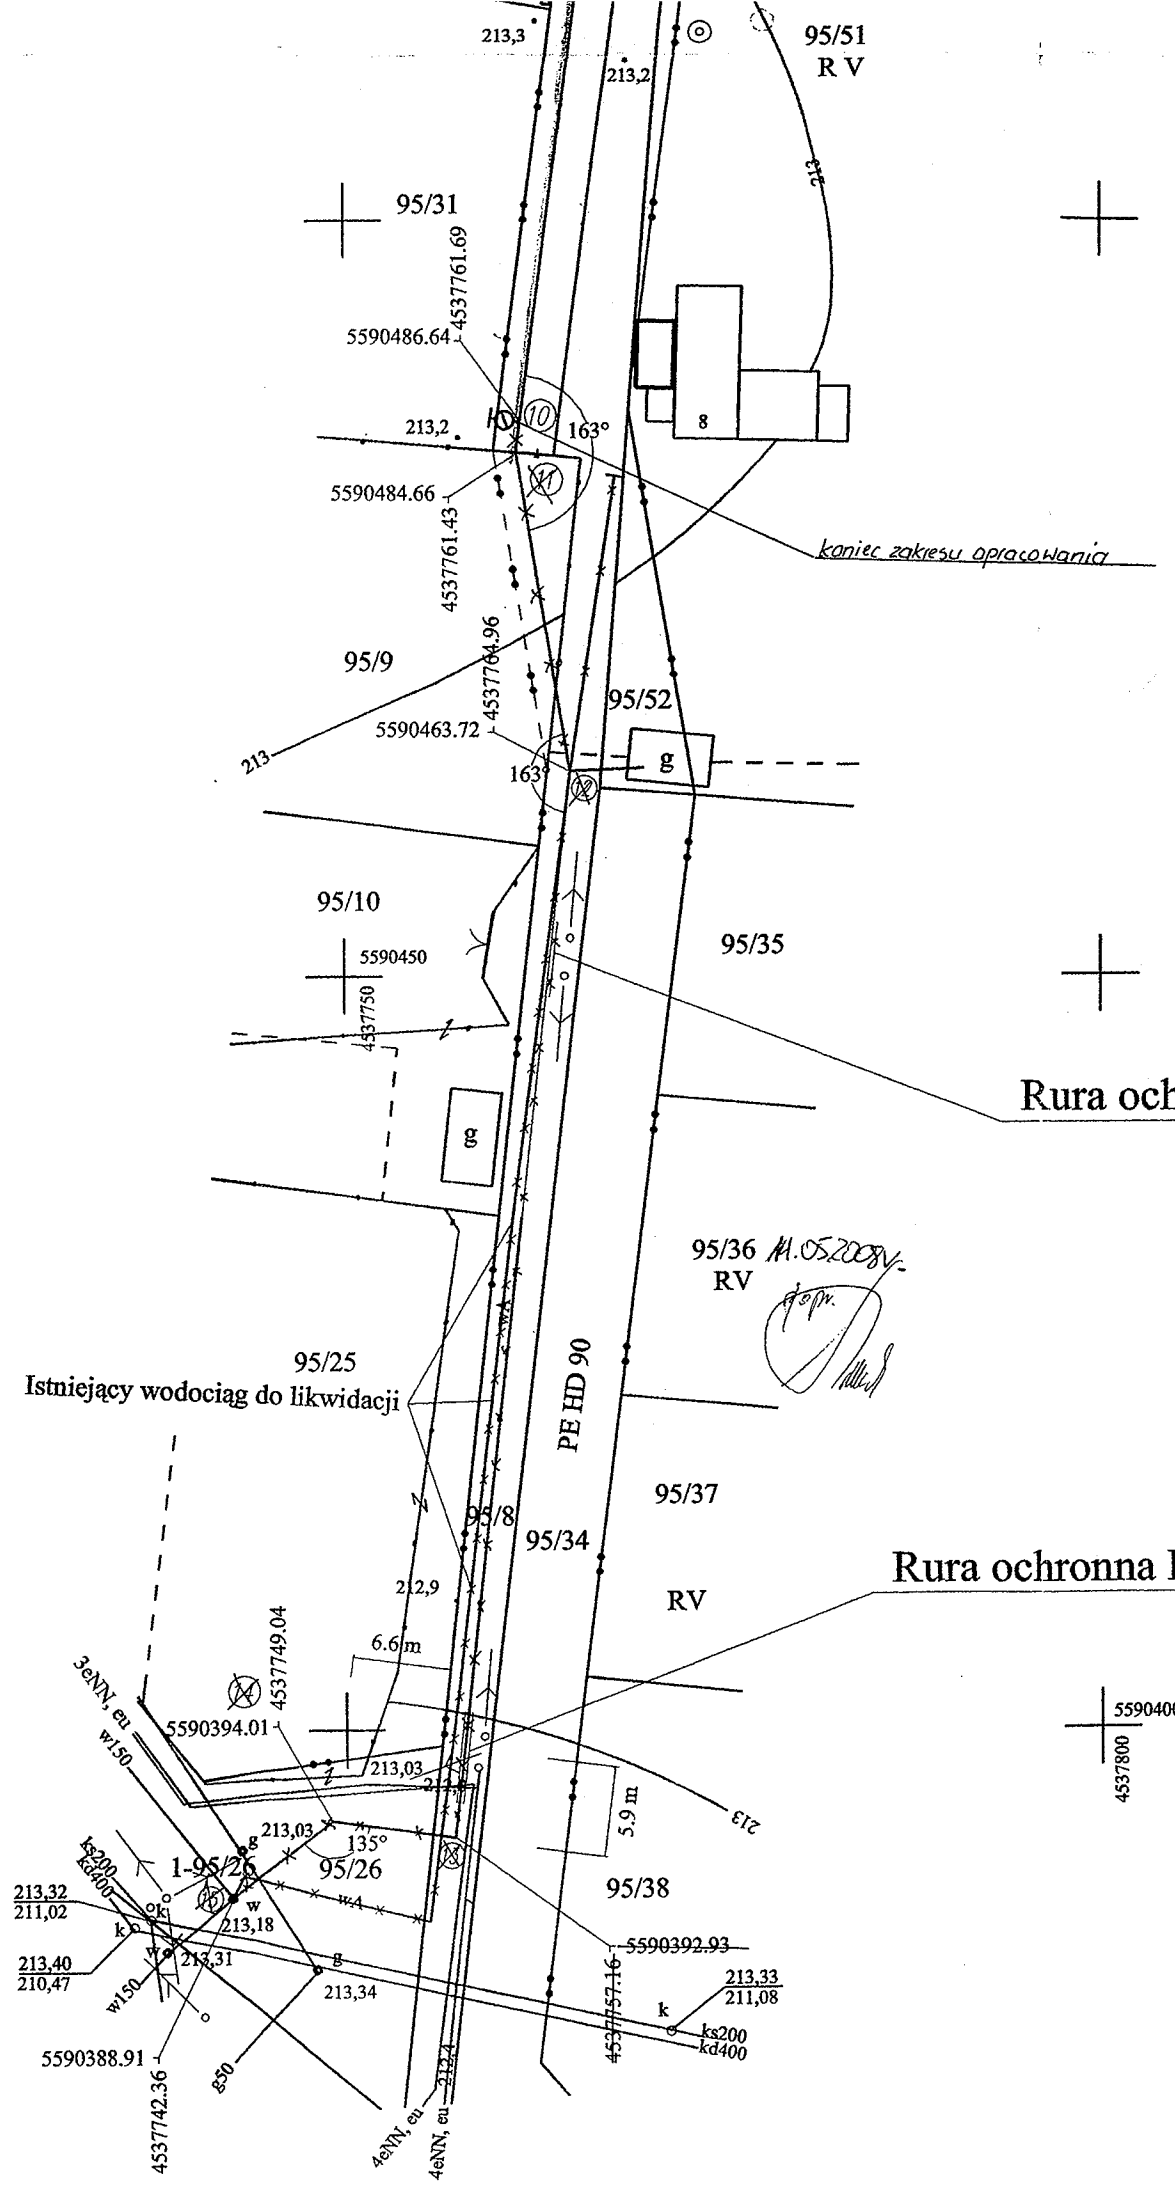 213,3
95/51
R V
213,2
213
95/31
4537761.69
5590486.64
10
8
213,2
163°
11
5590484.66
4537761.43
koniec zakresu opracowania
4537764.96
95/9
95/52
5590463.72
213
g
163°
12
95/10
95/35
5590450
4537750
Rura och
g
95/36
RV
wA
PE HD 90
95/25
Istniejący wodociąg do likwidacji
95/37
95/8
95/34
Rura ochronna
212,9
RV
6.6 m
4537749.04
14
3eNN, eu
5590394.01
w150
5590400
4537800
213,03
5.9 m
213
213,03
g
135°
ks200
kd400
1-95/26
95/26
95/38
213,32
211,02
k
15
w
wA
213,18
k
w
213,31
g
5590392.93
213,40
210,47
w150
213,34
4537757.16
213,33
211,08
k
ks200
kd400
5590388.91
g50
4537742.36
4eNN, eu
4eNN, eu